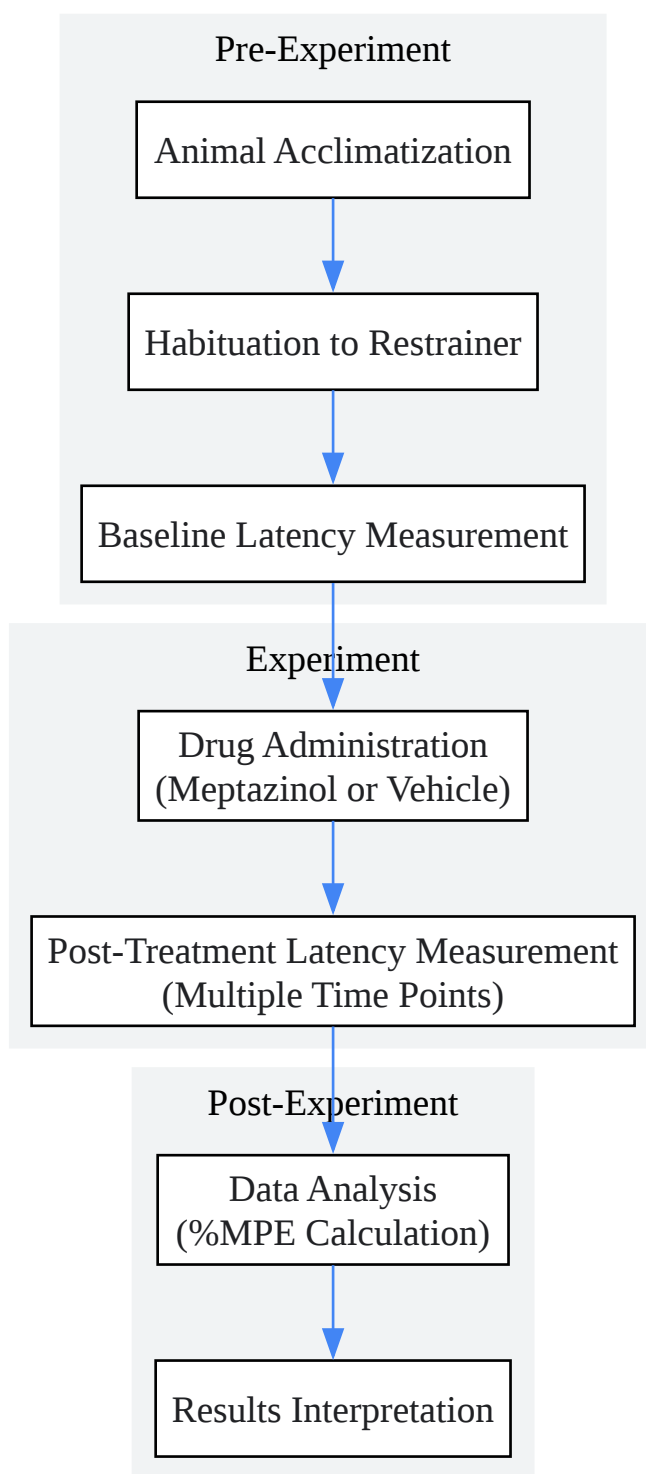 Pre-Experiment
Animal Acclimatization
Habituation to Restrainer
Baseline Latency Measurement
Experiment
Drug Administration
(Meptazinol or Vehicle)
Post-Treatment Latency Measurement
(Multiple Time Points)
Post-Experiment
Data Analysis
(%MPE Calculation)
Results Interpretation